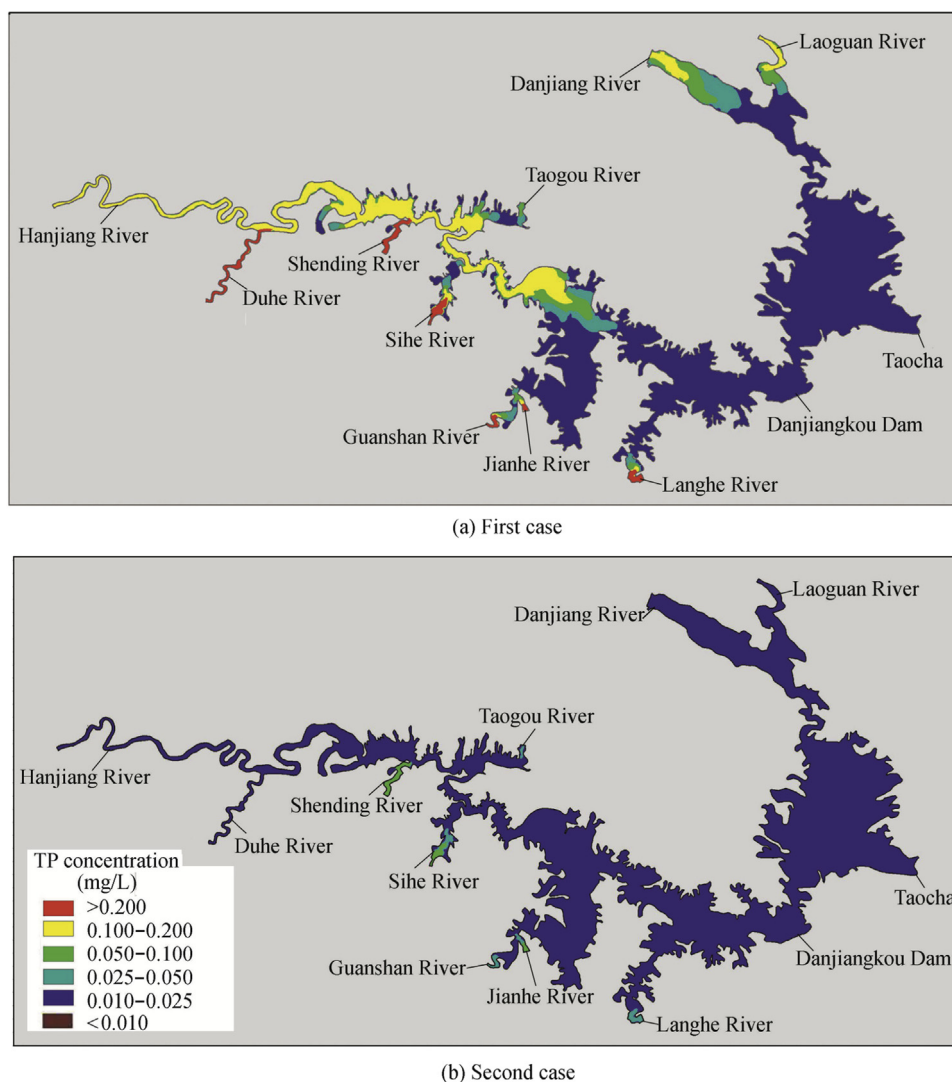 Laoguan River
Danjiang River
Taogou River
Hanjiang River
Shending River
Duhe River
Sihe River
Taocha
Guanshan River
Danjiangkou Dam
Jianhe River
Langhe River
(a) First case
Laoguan River
Danjiang River
Taogou River
Hanjiang River
Shending River
Duhe River
Sihe River
Taocha
TP concentration
(mg/L)
>0.200
0.100−0.200
0.050−0.100
0.025−0.050
0.010−0.025
<0.010
Guanshan River
Danjiangkou Dam
Jianhe River
Langhe River
(b) Second case